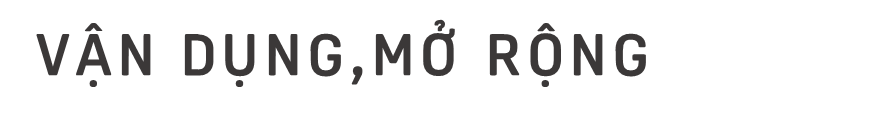 VẬN DỤNG,MỞ RỘNG